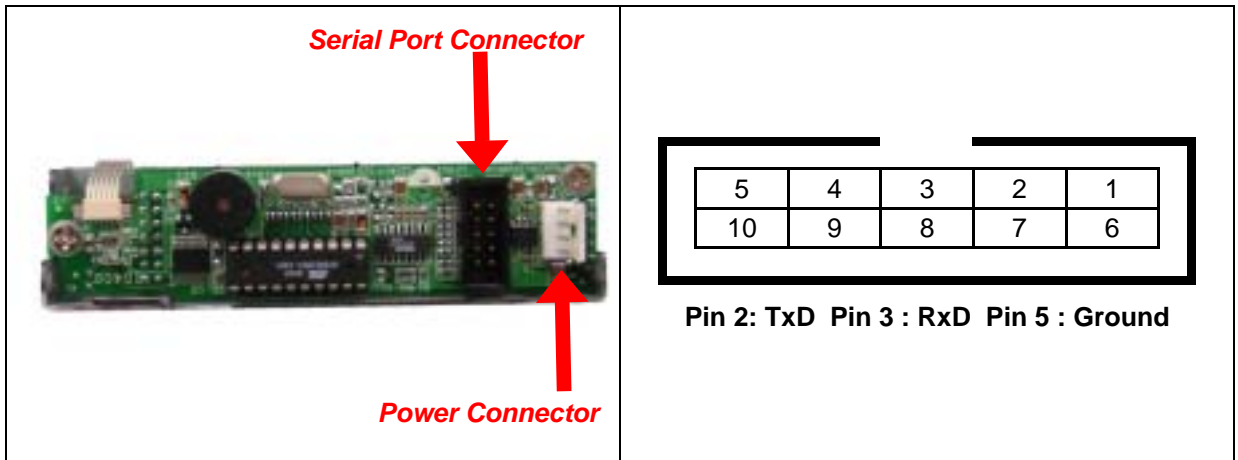 Serial Port Connector
Power Connector
5 4 3 2 1
10 9 8 7 6
Pin 2: TxD Pin 3 : RxD Pin 5 : Ground